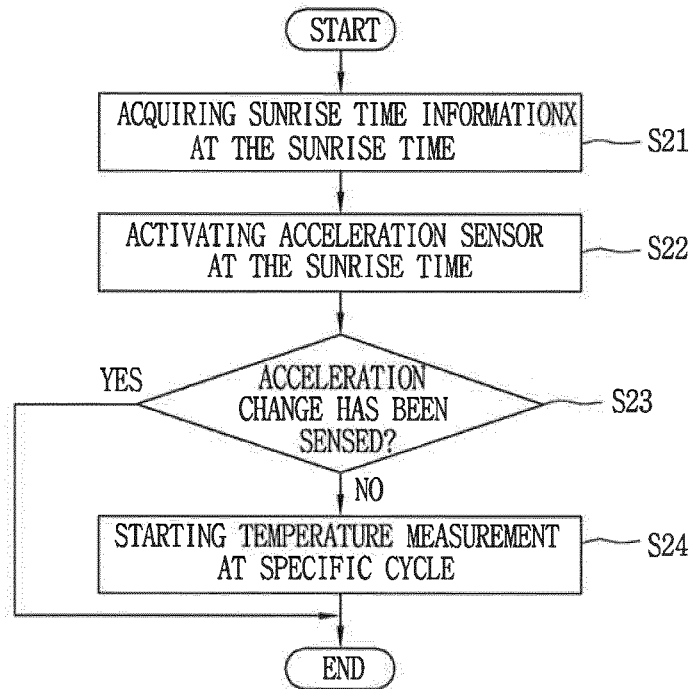 START
ACQUIRING SUNRISE TIME INFORMATIONX
AT THE SUNRISE TIME
S21
ACTIVATING ACCELERATION SENSOR
AT THE SUNRISE TIME
S22
YES
ACCELERATION
CHANGE HAS BEEN
SENSED?
S23
NO
STARTING TEMPERATURE MEASUREMENT
AT SPECIFIC CYCLE
S24
END